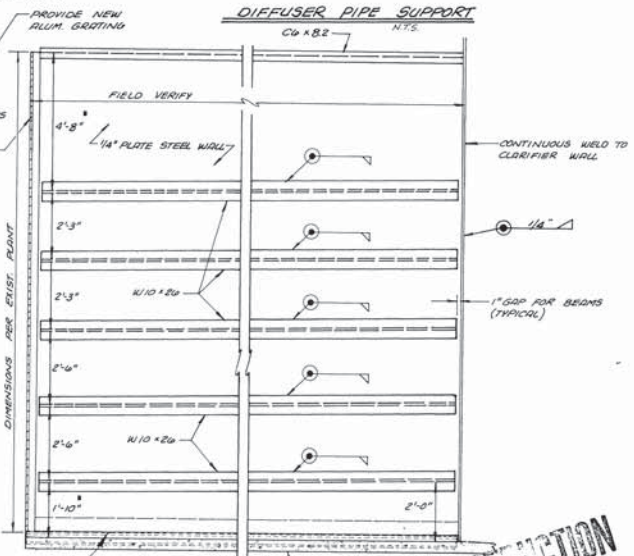 PROVIDE NEW
ALUM. GRATING
DIFFUSER PIPE SUPPORT
N.T.S.
C6 x 8.2
S
FIELD VERIFY
4'-8"
1/4" PLATE STEEL WALL
CONTINUOUS WELD TO
CLARIFIER WALL
1/4"
2'-3"
W10 x 26
2'-3"
1" GAP FOR BEAMS
(TYPICAL)
DIMENSIONS PER EXIST. PLANT
2'-6"
2'-6"
W10 x 26
1'-10"
2'-0"